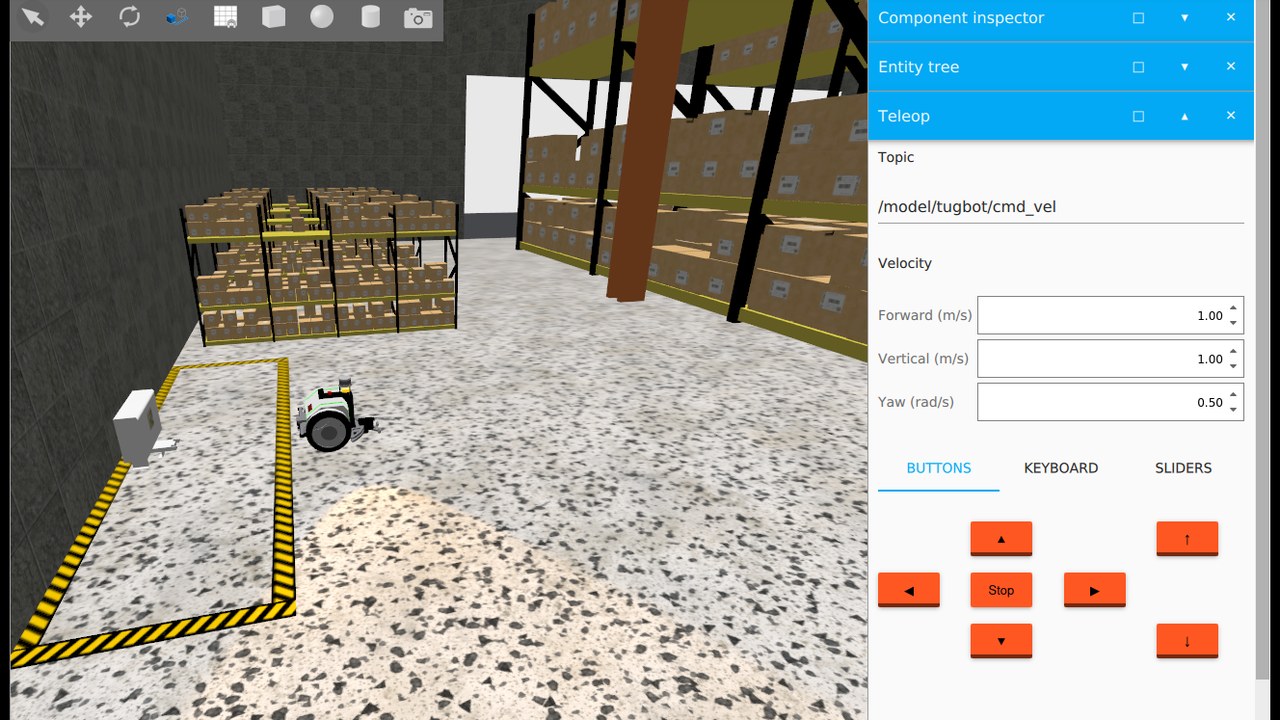 Component inspector
Entity tree
Teleop
Topic
/model/tugbot/cmd_vel
Velocity
Forward (m/s) 1.00
Vertical (m/s) 1.00
Yaw (rad/s) 0.50
BUTTONS KEYBOARD SLIDERS
Stop